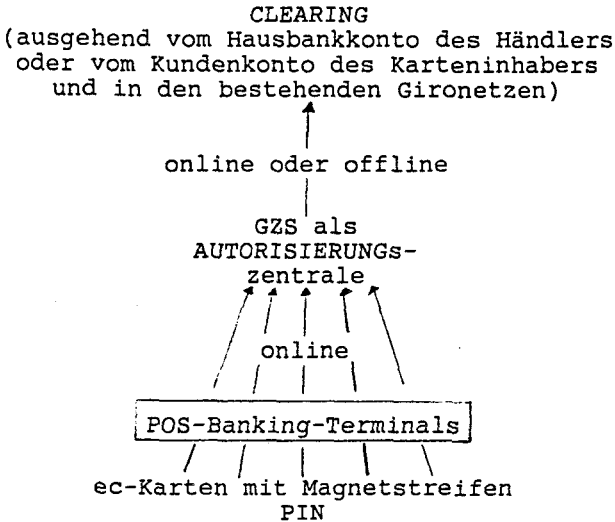 CLEARING
(ausgehend vom Hausbankkonto des Händlers
oder vom Kundenkonto des Karteninhabers
und in den bestehenden Gironetzen)
online oder offline
GZS als
AUTORISIERUNGs-
zentrale
online
POS-Banking-Terminals
ec-Karten mit Magnetstreifen
PIN